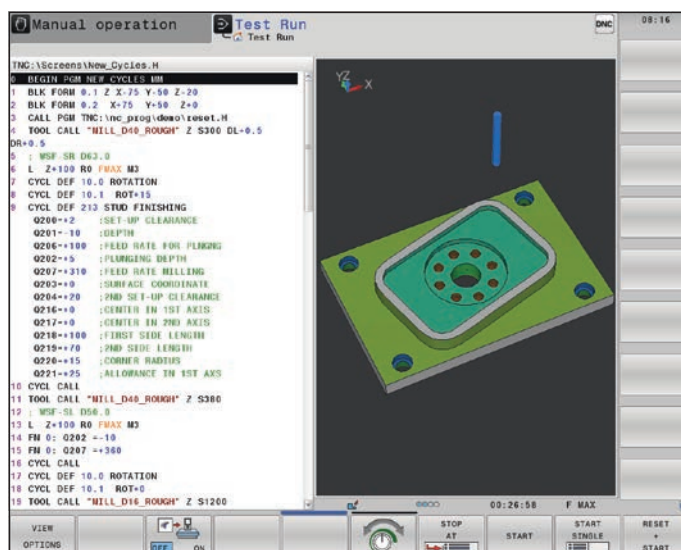 Manual operation
Test Run
Test Run
DNC
08:16
TNC:\Screens\New_Cycles.H
0 BEGIN PGM NEW CYCLES MM
1 BLK FORM 0.1 Z X-75 Y-50 Z-20
2 BLK FORM 0.2 X+75 Y+50 Z+0
3 CALL PGM TNC:\nc_prog\demo\reset.H
4 TOOL CALL "MILL_D40_ROUGH" Z S300 DL+0.5
DR+0.5
5 ; WSF-SR D63.0
6 L Z+100 R0 FMAX M3
7 CYCL DEF 10.0 ROTATION
8 CYCL DEF 10.1 ROT+15
9 CYCL DEF 213 STUD FINISHING
Q200=+2 ;SET-UP CLEARANCE
Q201=-10 ;DEPTH
Q206=+100 ;FEED RATE FOR PLNGNG
Q202=+5 ;PLUNGING DEPTH
Q207=+310 ;FEED RATE MILLING
Q203=+0 ;SURFACE COORDINATE
Q204=+20 ;2ND SET-UP CLEARANCE
Q216=+0 ;CENTER IN 1ST AXIS
Q217=+0 ;CENTER IN 2ND AXIS
Q218=+100 ;FIRST SIDE LENGTH
Q219=+70 ;2ND SIDE LENGTH
Q220=+15 ;CORNER RADIUS
Q221=+25 ;ALLOWANCE IN 1ST AXS
10 CYCL CALL
11 TOOL CALL "MILL_D40_ROUGH" Z S380
12 ; WSF-SL D50.0
13 L Z+100 R0 FMAX M3
14 FN 0: Q202 =-10
15 FN 0: Q207 =+360
16 CYCL CALL
17 CYCL DEF 10.0 ROTATION
18 CYCL DEF 10.1 ROT+0
19 TOOL CALL "MILL_D16_ROUGH" Z S1200
YZ X
00:26:58 F MAX
VIEW
OPTIONS
OFF ON
STOP
AT
START
START
SINGLE
RESET
+
START